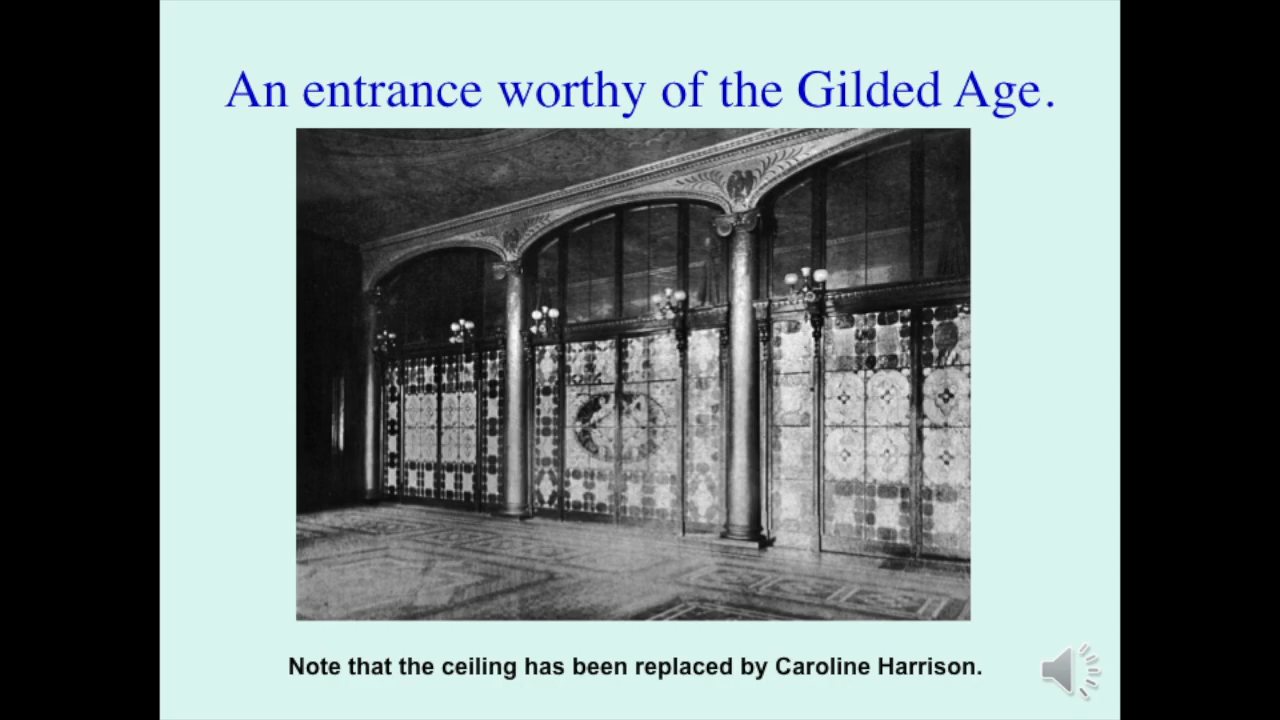 An entrance worthy of the Gilded Age.
Note that the ceiling has been replaced by Caroline Harrison.